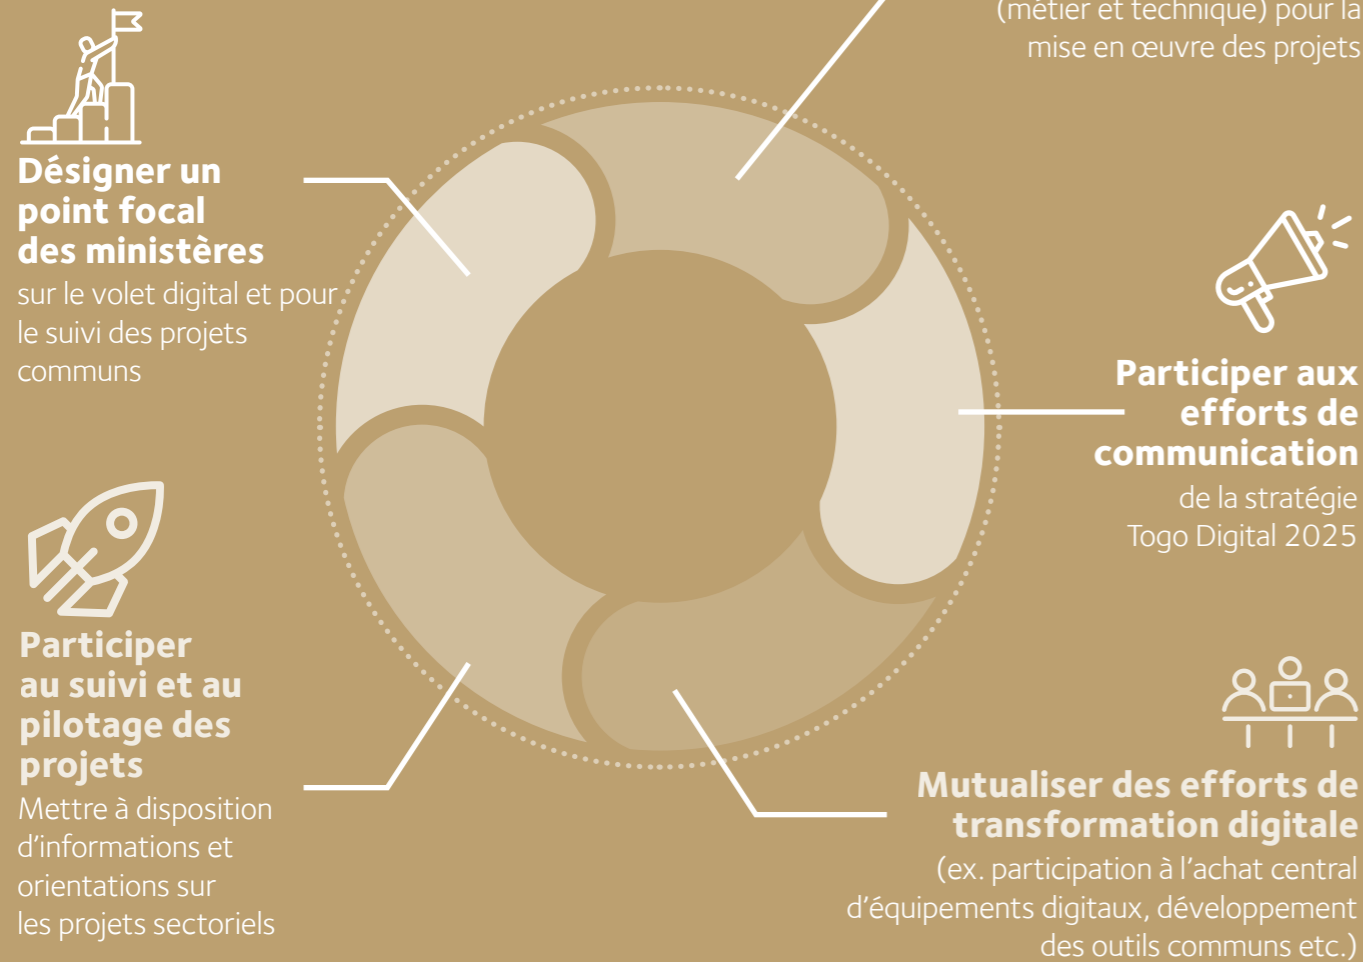 (métier et technique) pour la
mise en œuvre des projets
Désigner un
point focal
des ministères
sur le volet digital et pour
le suivi des projets
communs
Participer aux
efforts de
communication
de la stratégie
Togo Digital 2025
Participer
au suivi et au
pilotage des
projets
Mettre à disposition
d'informations et
orientations sur
les projets sectoriels
Mutualiser des efforts de
transformation digitale
(ex. participation à l'achat central
d'équipements digitaux, développement
des outils communs etc.)